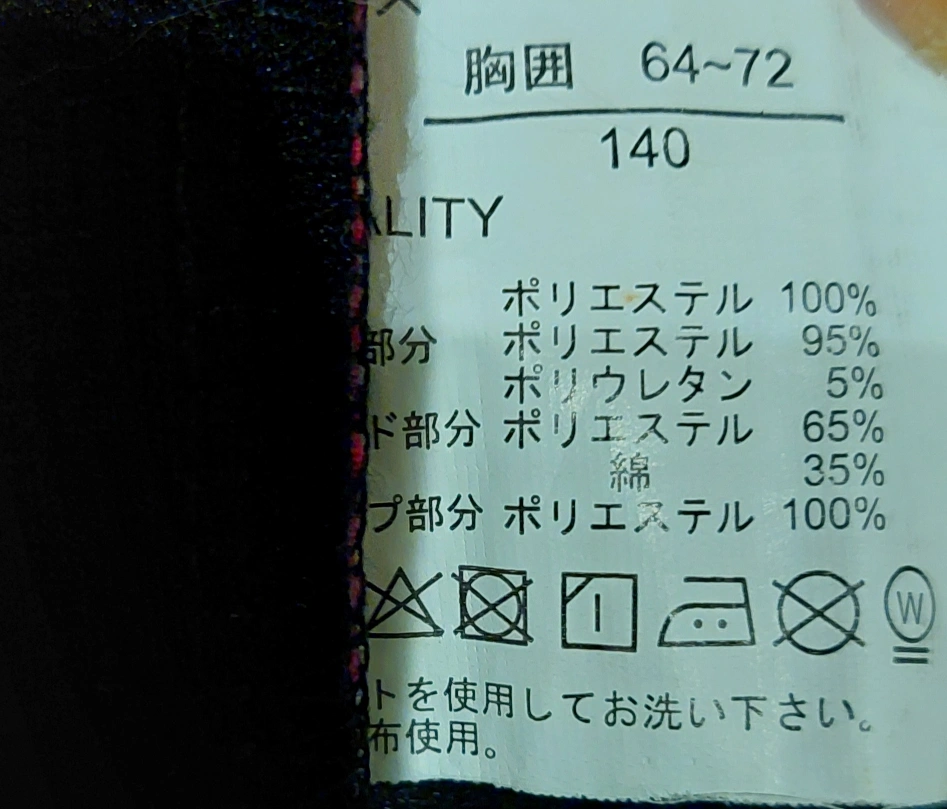 胸囲 64~72
140
ALITY
ポリエステル 100%
部分 ポリエステル 95%
ポリウレタン 5%
ド部分 ポリエステル 65%
綿 35%
プ部分 ポリエステル 100%
W
トを使用してお洗い下さい。
布使用。